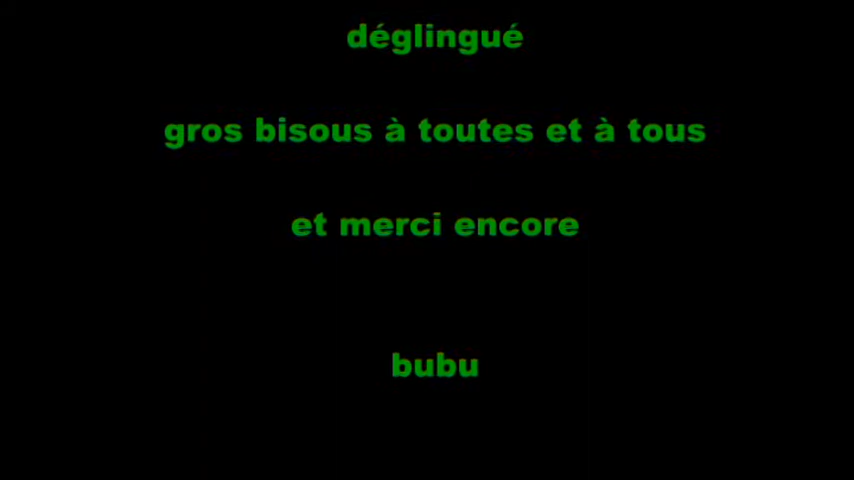 déglingué
gros bisous à toutes et à tous
et merci encore
bubu